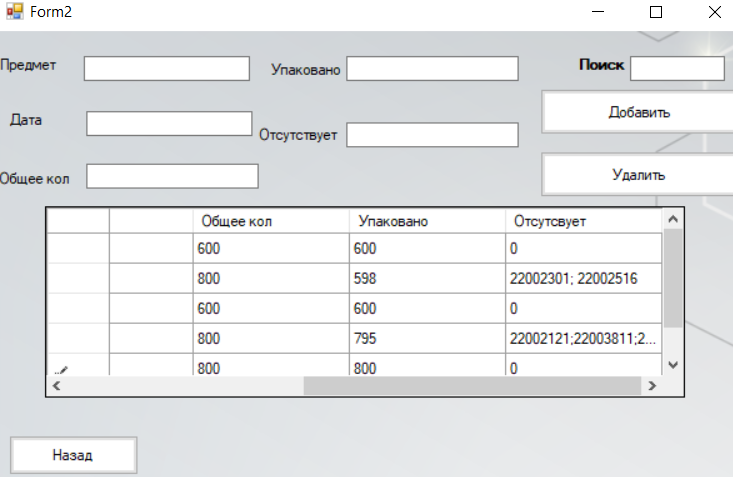 Form2
Предмет
Упаковано
Поиск
Дата
Отсутствует
Добавить
Общее кол
Удалить
Общее кол Упаковано Отсутсвует
600 600 0
800 598 22002301; 22002516
600 600 0
800 795 22002121;22003811;2...
800 800 0
Назад